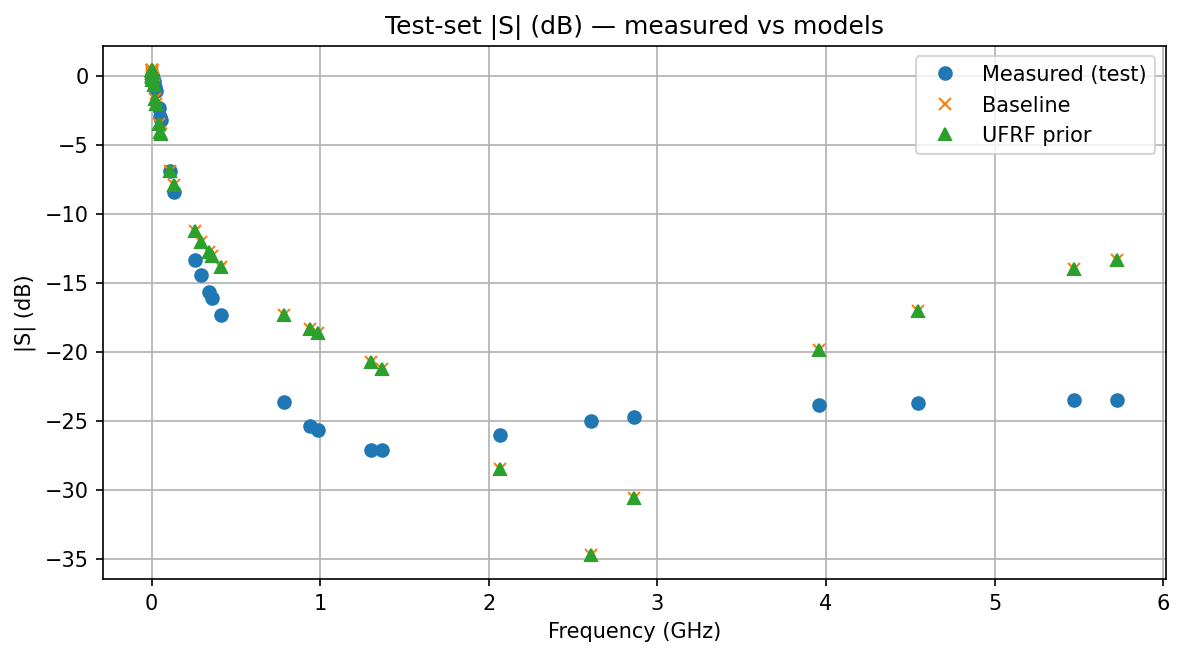 Test-set |S| (dB) — measured vs models
Measured (test)
Baseline
UFRF prior
|S| (dB)
0
−5
−10
−15
−20
−25
−30
−35
0 1 2 3 4 5 6
Frequency (GHz)